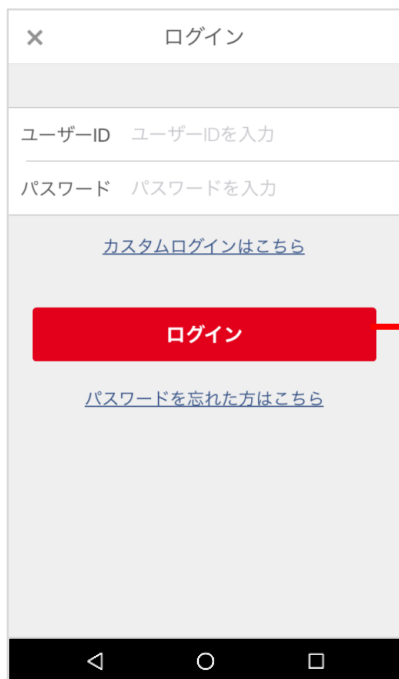 × ログイン
ユーザーID ユーザーIDを入力
パスワード パスワードを入力
カスタムログインはこちら
ログイン
パスワードを忘れた方はこちら